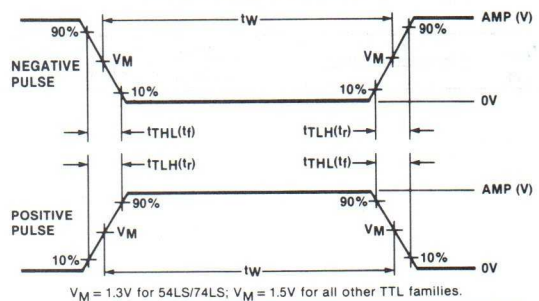 tW
AMP (V)
90%
90%
VM
VM
NEGATIVE
PULSE
10%
10%
0V
tTHL(tf)
tTLH(tr)
tTLH(tr)
tTHL(tf)
AMP (V)
90%
90%
POSITIVE
PULSE
VM
VM
10%
10%
0V
tW
VM = 1.3V for 54LS/74LS; VM = 1.5V for all other TTL families.